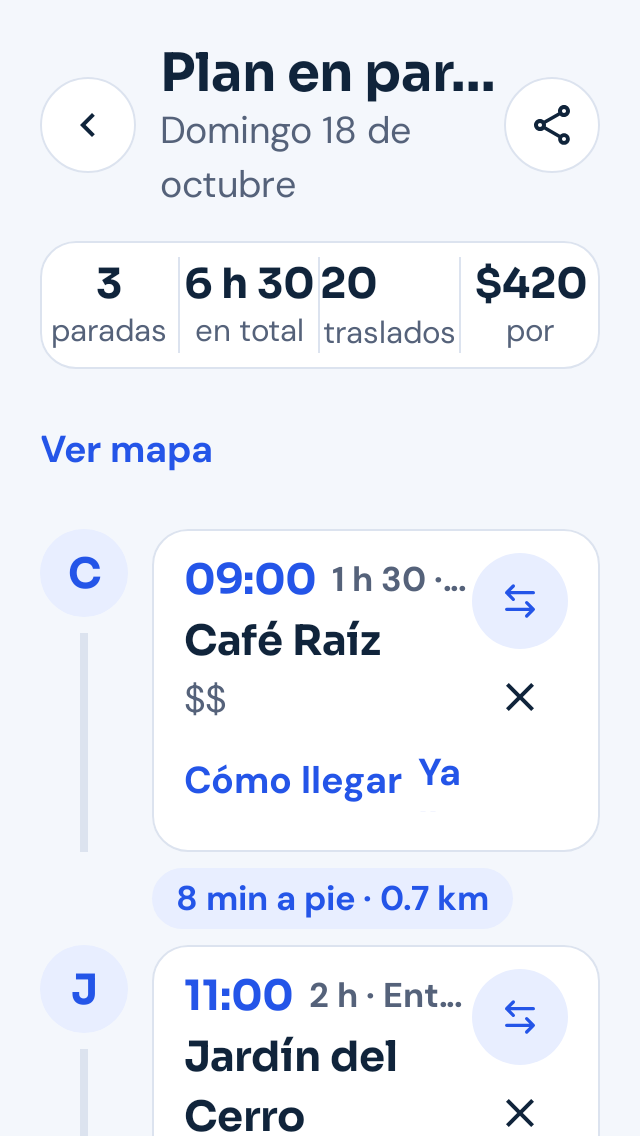 Plan en par...
Domingo 18 de
octubre
3
paradas
6 h 30
en total
20
traslados
$420
por
Ver mapa
C
09:00 1 h 30 ·...
Café Raíz
$$
Cómo llegar Ya
8 min a pie · 0.7 km
J
11:00 2 h · Ent...
Jardín del
Cerro